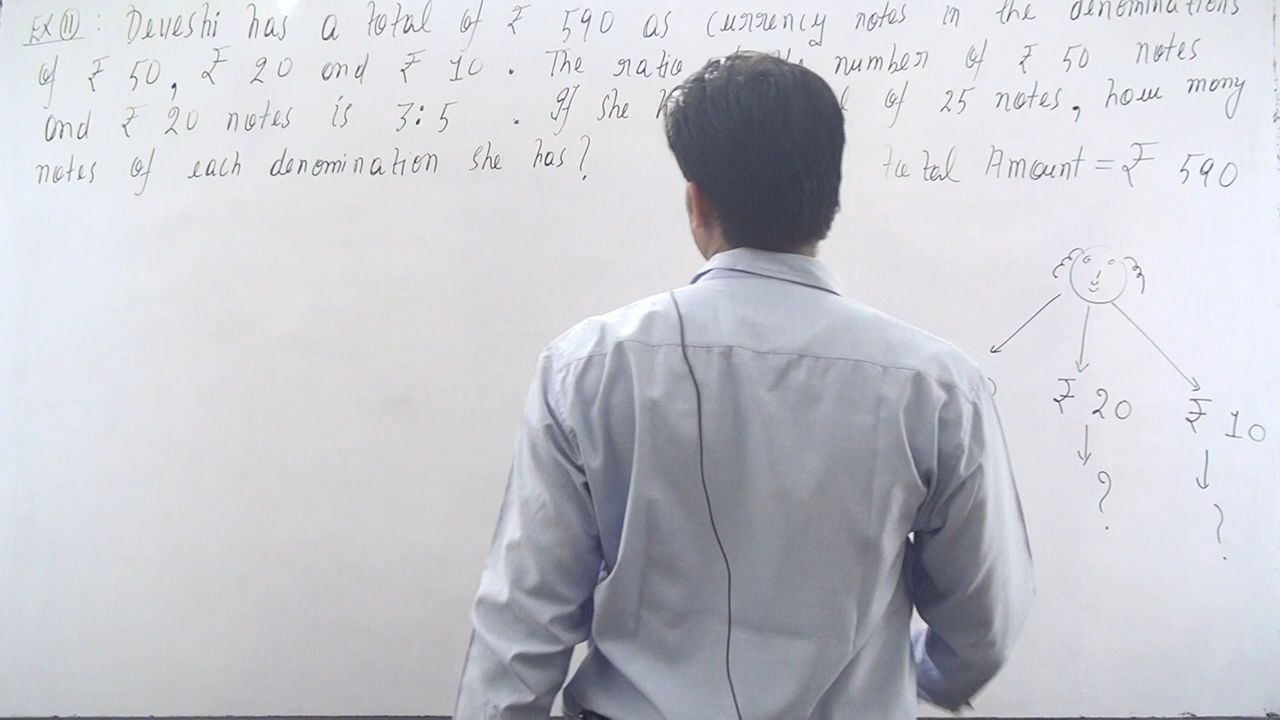 EX 11 : Deveshi has a total of ₹ 590 as currency notes in the denominations
of ₹ 50, ₹ 20 and ₹ 10 . The ratio number of ₹ 50 notes
and ₹ 20 notes is 3:5 . If she of 25 notes, how many
notes of each denomination she has?
total Amount = ₹ 590
₹ 20
₹ 10
?
?